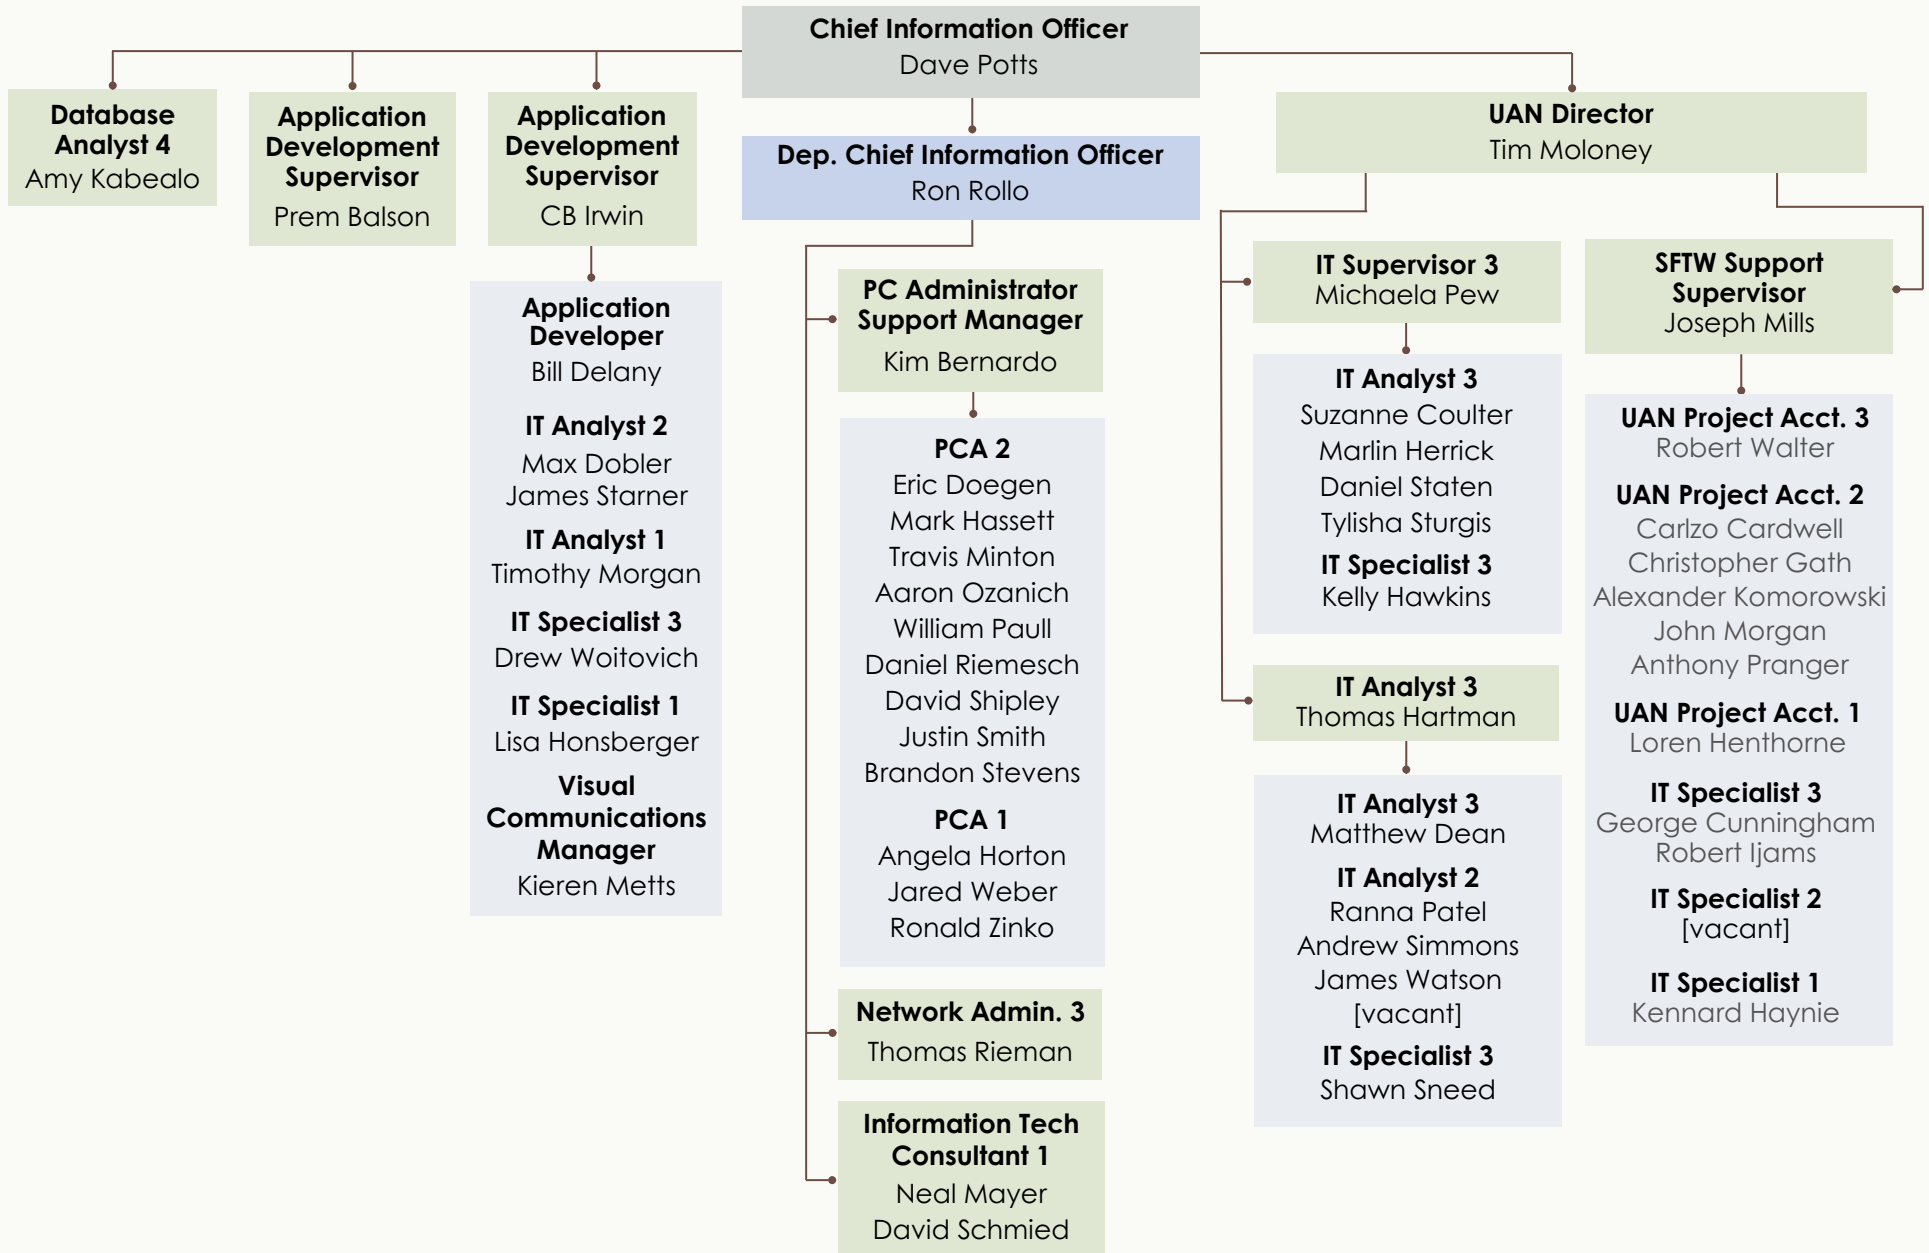 Chief Information Officer
Dave Potts
Database
Analyst 4
Amy Kabealo
Application
Development
Supervisor
Prem Balson
Application
Development
Supervisor
CB Irwin
Application
Developer
Bill Delany
IT Analyst 2
Max Dobler
James Starner
IT Analyst 1
Timothy Morgan
IT Specialist 3
Drew Woitovich
IT Specialist 1
Lisa Honsberger
Visual
Communications
Manager
Kieren Metts
Dep. Chief Information Officer
Ron Rollo
PC Administrator
Support Manager
Kim Bernardo
PCA 2
Eric Doegen
Mark Hassett
Travis Minton
Aaron Ozanich
William Paull
Daniel Riemesch
David Shipley
Justin Smith
Brandon Stevens
PCA 1
Angela Horton
Jared Weber
Ronald Zinko
Network Admin. 3
Thomas Rieman
Information Tech
Consultant 1
Neal Mayer
David Schmied
UAN Director
Tim Moloney
IT Supervisor 3
Michaela Pew
IT Analyst 3
Suzanne Coulter
Marlin Herrick
Daniel Staten
Tylisha Sturgis
IT Specialist 3
Kelly Hawkins
IT Analyst 3
Thomas Hartman
IT Analyst 3
Matthew Dean
IT Analyst 2
Ranna Patel
Andrew Simmons
James Watson
[vacant]
IT Specialist 3
Shawn Sneed
SFTW Support
Supervisor
Joseph Mills
UAN Project Acct. 3
Robert Walter
UAN Project Acct. 2
Carlzo Cardwell
Christopher Gath
Alexander Komorowski
John Morgan
Anthony Pranger
UAN Project Acct. 1
Loren Henthorne
IT Specialist 3
George Cunningham
Robert Ijams
IT Specialist 2
[vacant]
IT Specialist 1
Kennard Haynie